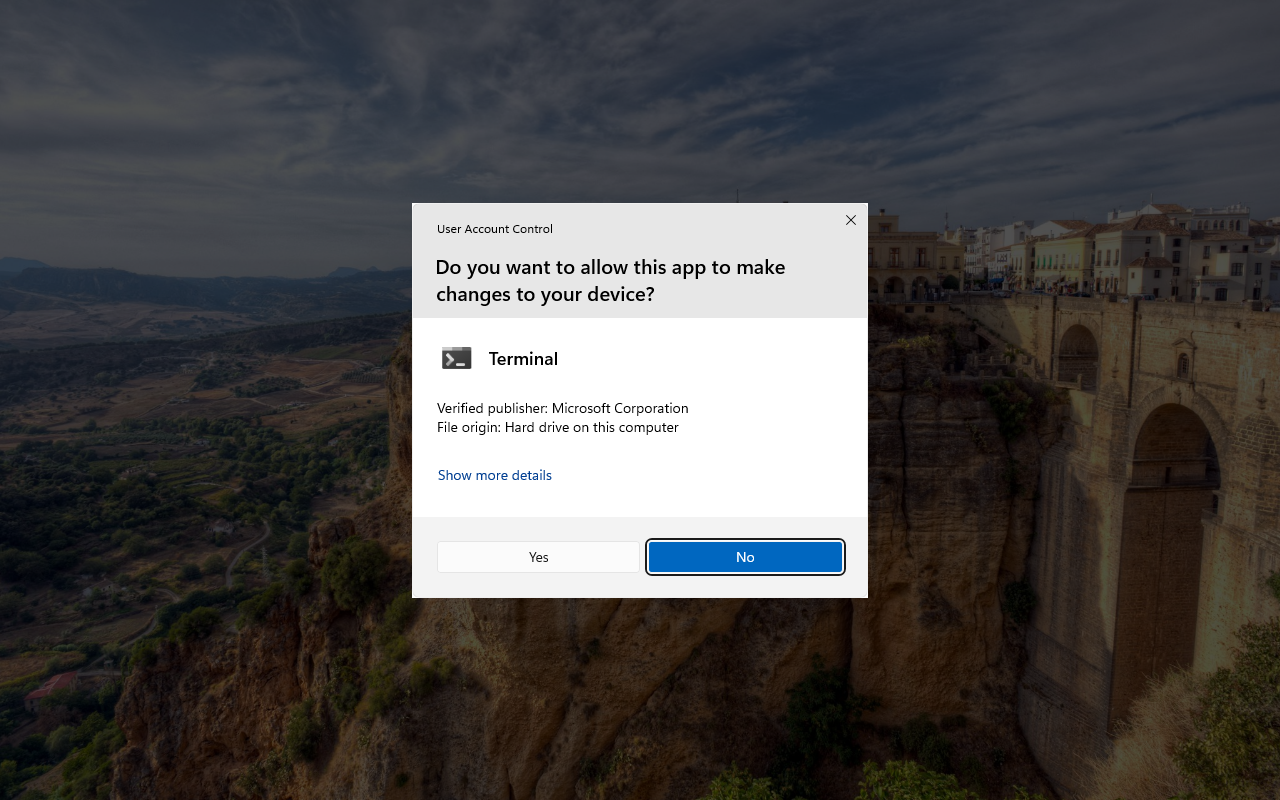 User Account Control
Do you want to allow this app to make
changes to your device?
Terminal
Verified publisher: Microsoft Corporation
File origin: Hard drive on this computer
Show more details
Yes
No